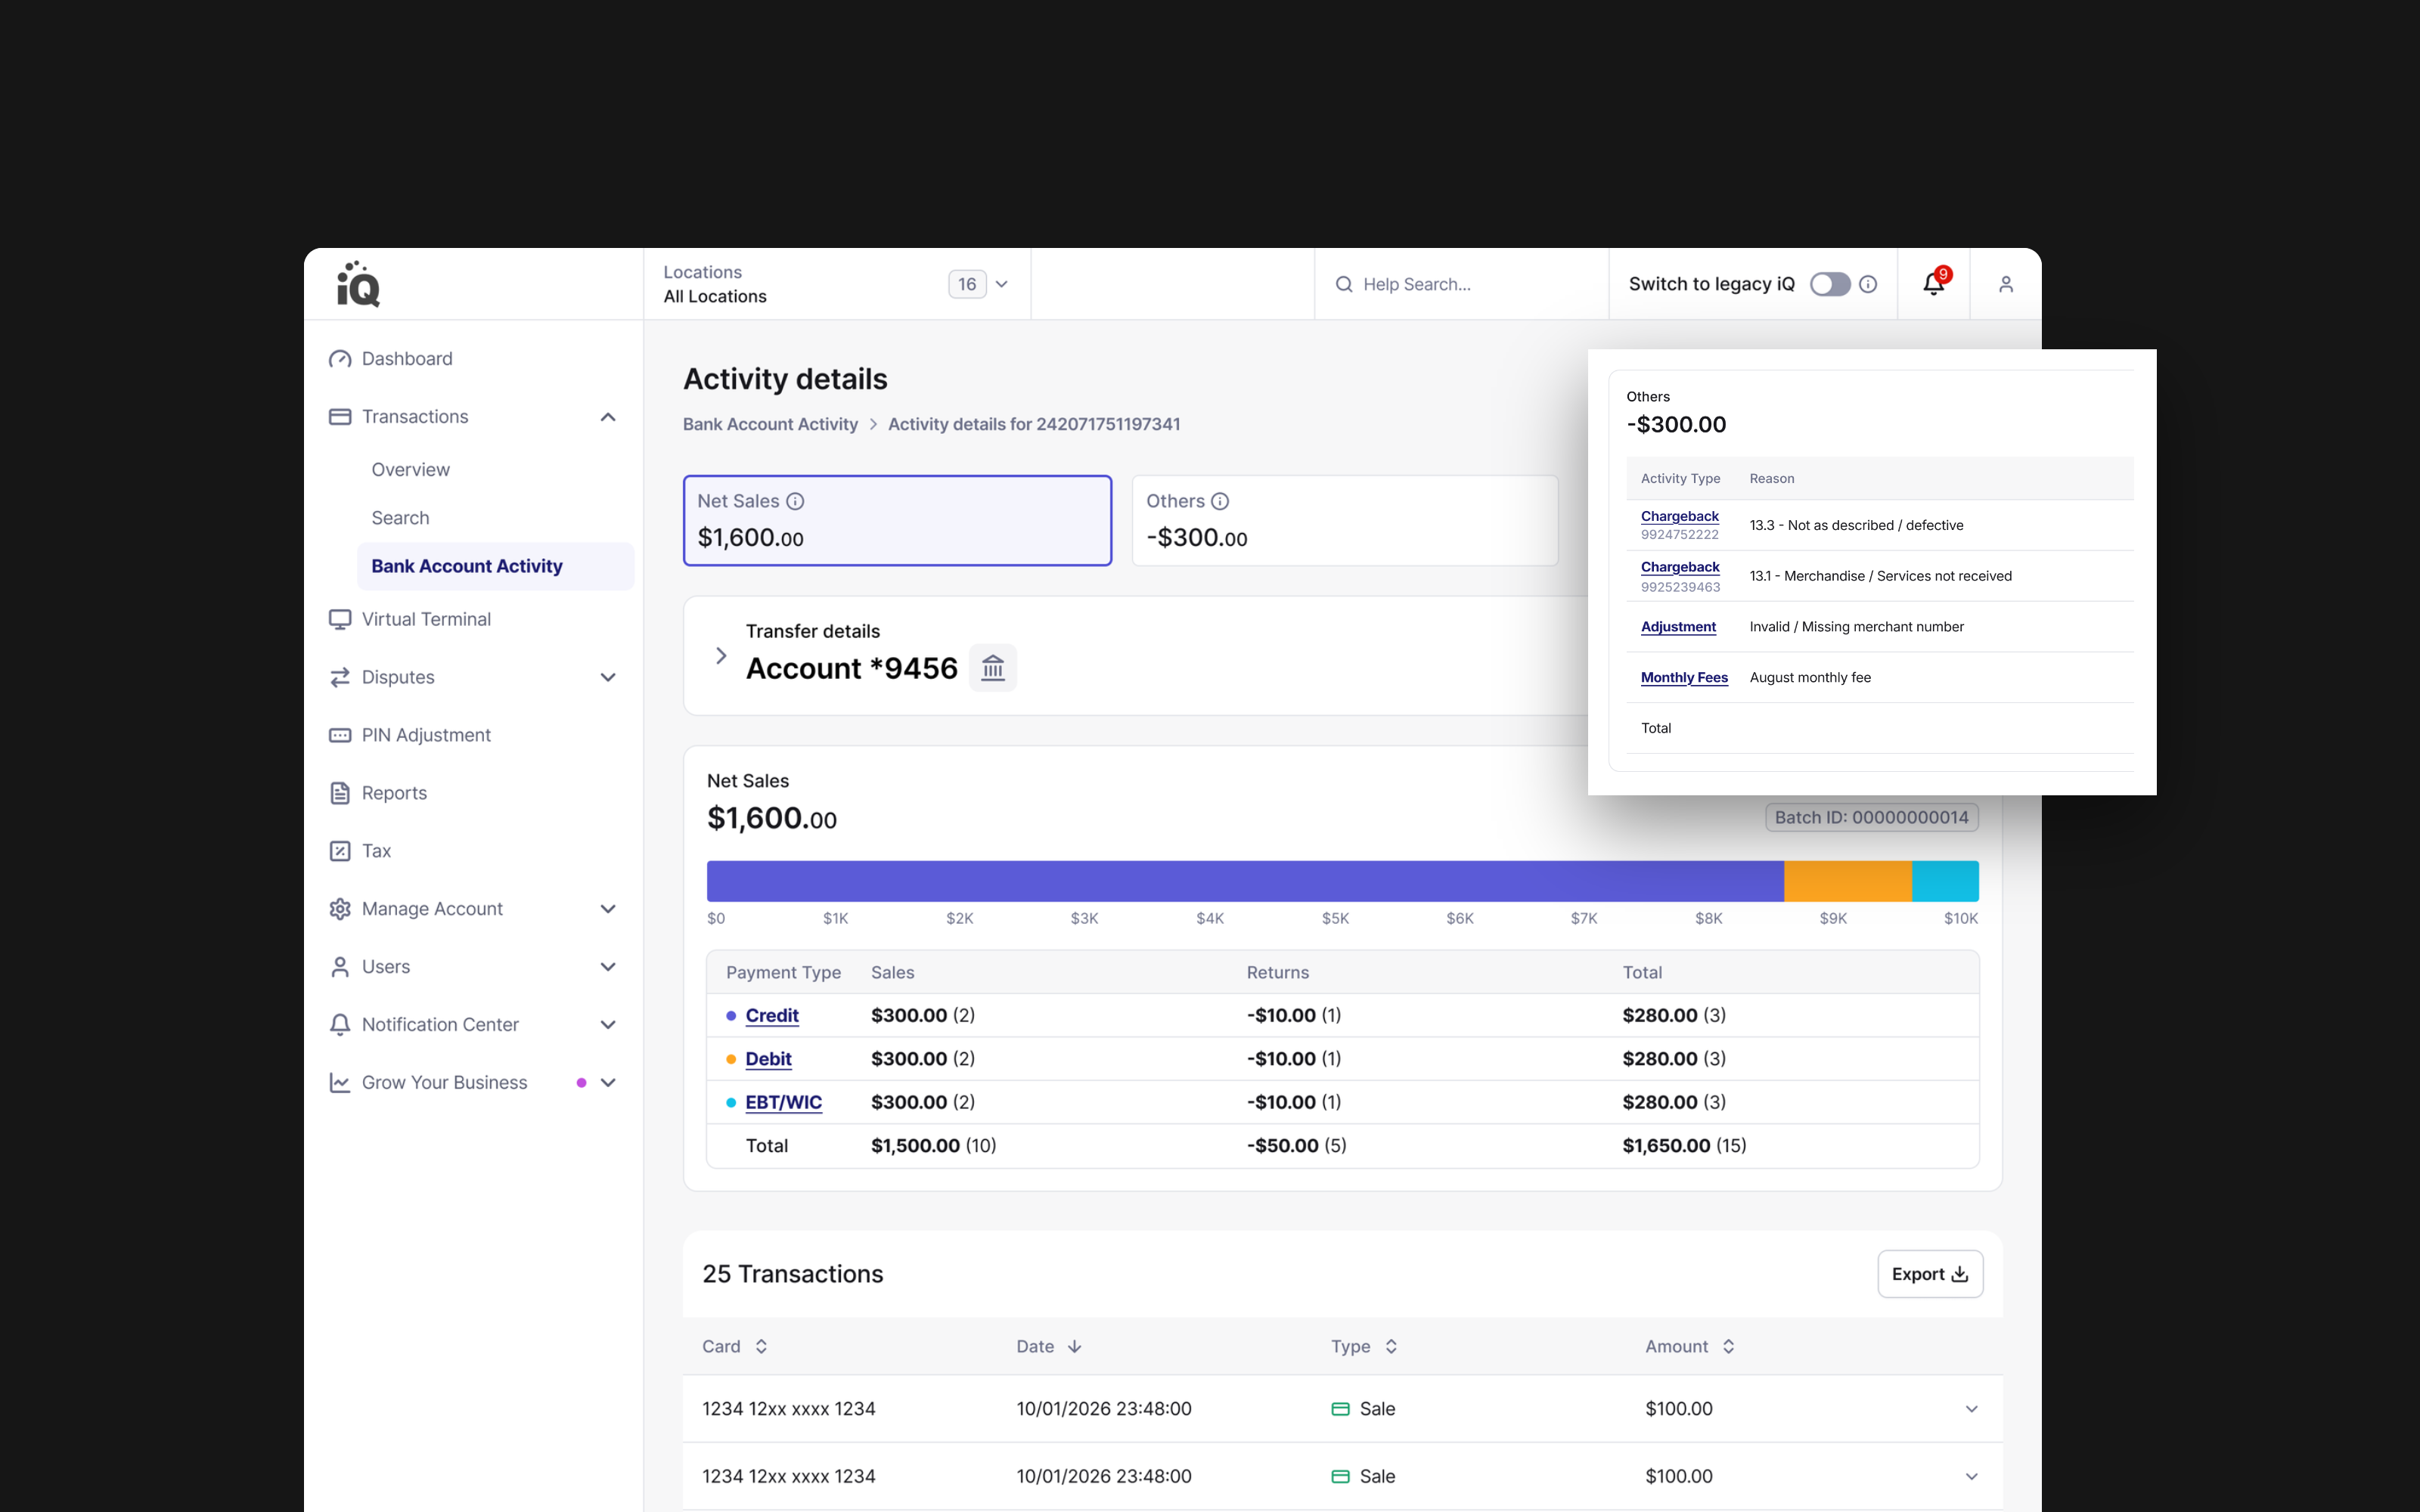 iQ
Locations
All Locations
16
Help Search...
Switch to legacy iQ
9
Dashboard
Transactions
Overview
Search
Bank Account Activity
Virtual Terminal
Disputes
PIN Adjustment
Reports
Tax
Manage Account
Users
Notification Center
Grow Your Business
Activity details
Bank Account Activity > Activity details for 242071751197341
Net Sales
$1,600.00
Others
-$300.00
Transfer details
Account *9456
Others
-$300.00
Activity Type Reason
Chargeback
9924752222
13.3 - Not as described / defective
Chargeback
9925239463
13.1 - Merchandise / Services not received
Adjustment Invalid / Missing merchant number
Monthly Fees August monthly fee
Total
Net Sales
$1,600.00
Batch ID: 00000000014
$0 $1K $2K $3K $4K $5K $6K $7K $8K $9K $10K
Payment Type Sales Returns Total
Credit $300.00 (2) -$10.00 (1) $280.00 (3)
Debit $300.00 (2) -$10.00 (1) $280.00 (3)
EBT/WIC $300.00 (2) -$10.00 (1) $280.00 (3)
Total $1,500.00 (10) -$50.00 (5) $1,650.00 (15)
25 Transactions
Export
Card Date Type Amount
1234 12xx xxxx 1234 10/01/2026 23:48:00 Sale $100.00
1234 12xx xxxx 1234 10/01/2026 23:48:00 Sale $100.00